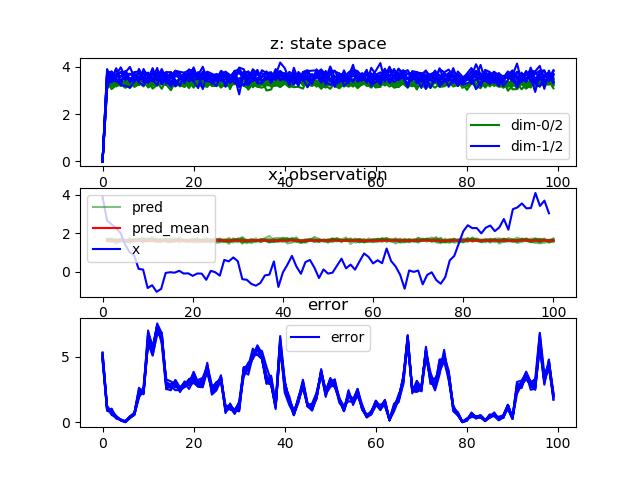 z: state space
4
2
0
dim-0/2
dim-1/2
0 20 40 60 80 100
x: observation
4
2
0
pred
pred_mean
x
0 20 40 60 80 100
error
5
0
error
0 20 40 60 80 100